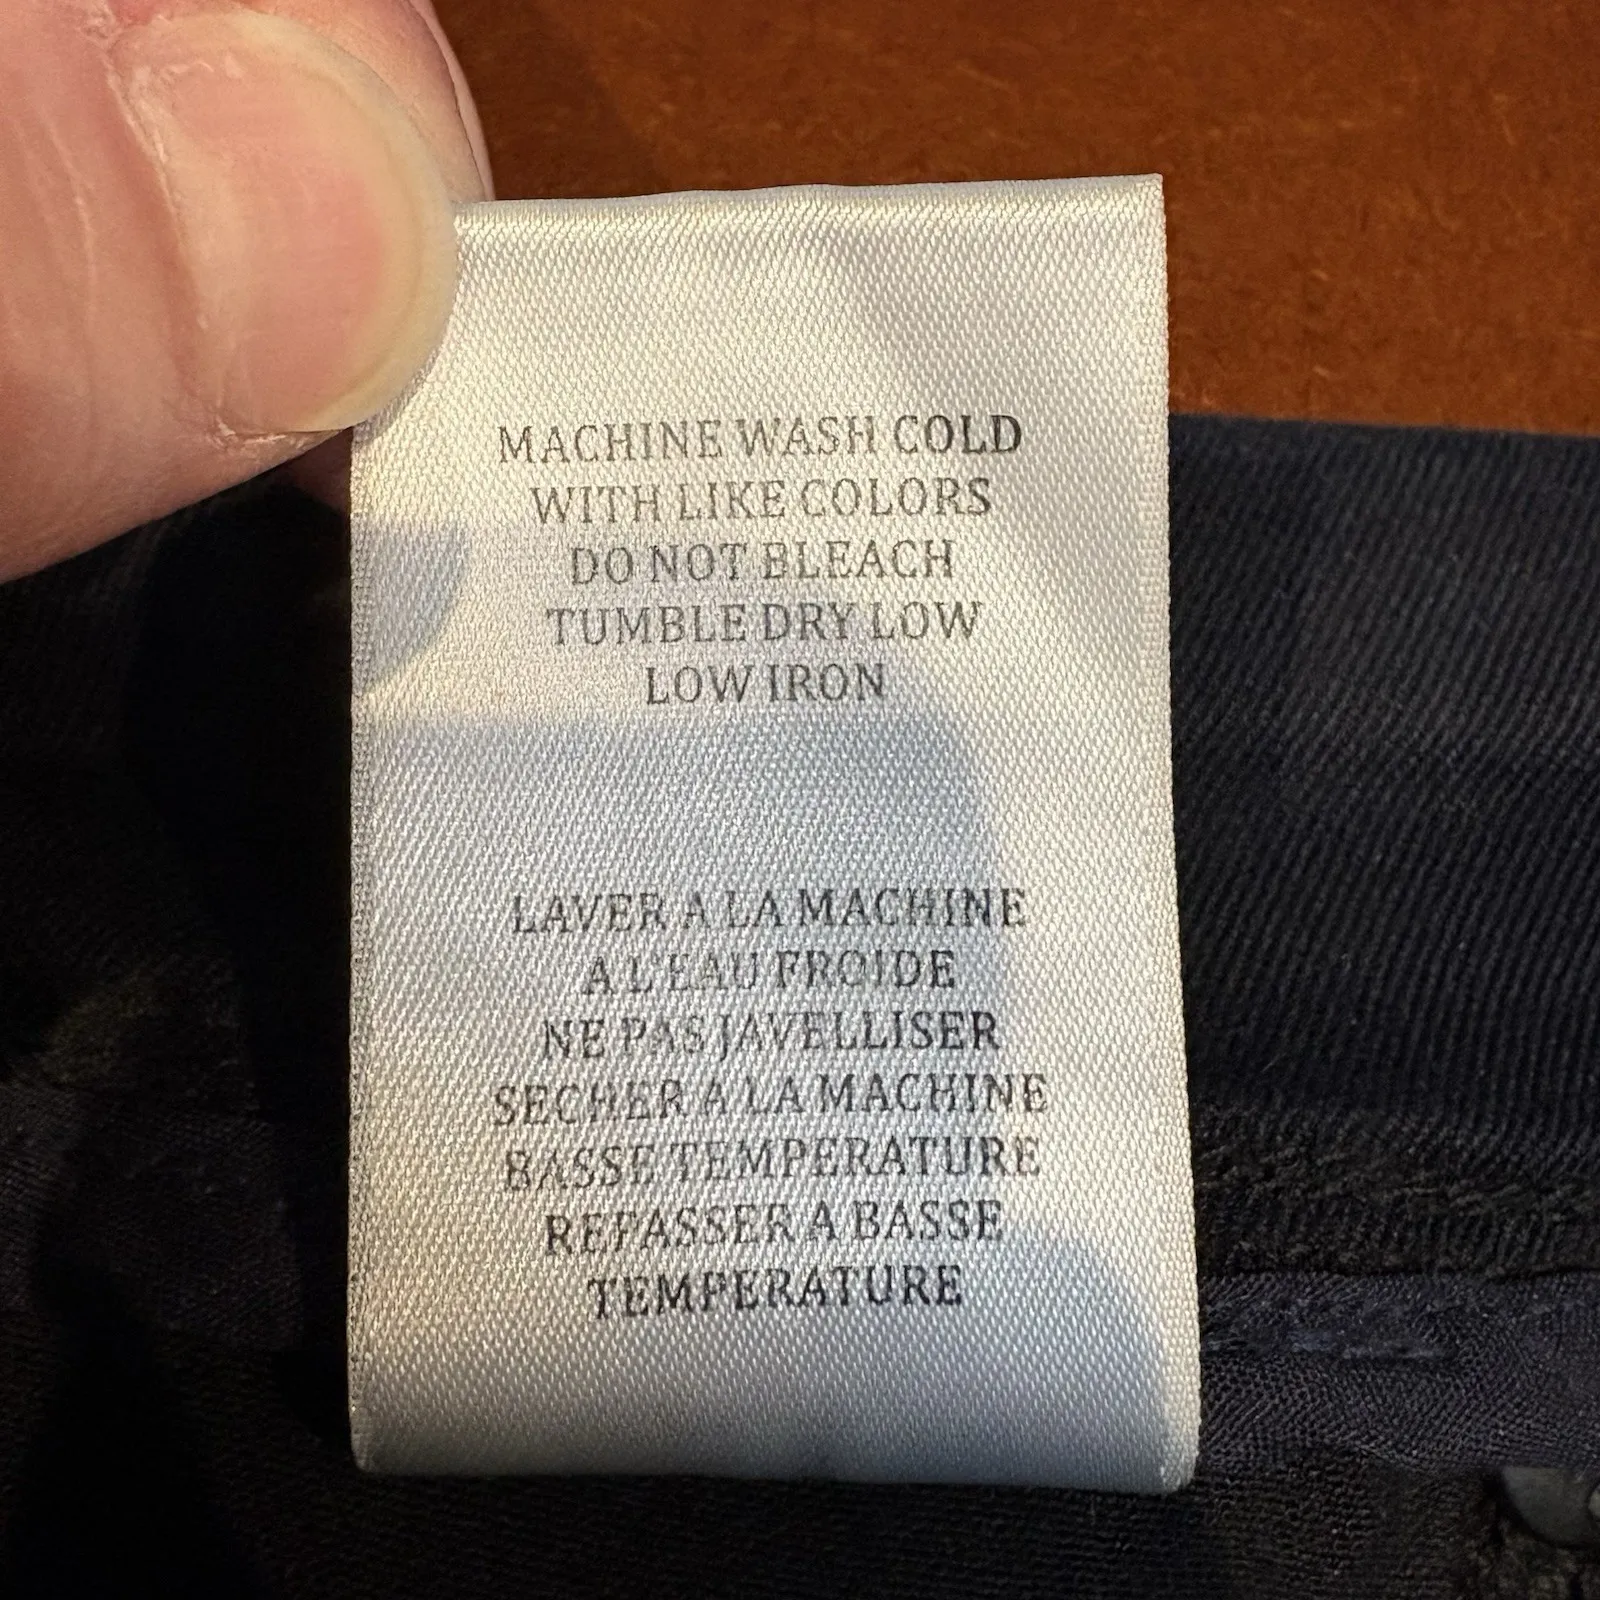 MACHINE WASH COLD
WITH LIKE COLORS
DO NOT BLEACH
TUMBLE DRY LOW
LOW IRON
LAVER A LA MACHINE
A L'EAU FROIDE
NE PAS JAVELLISER
SECHER A LA MACHINE
BASSE TEMPERATURE
REPASSER A BASSE
TEMPERATURE